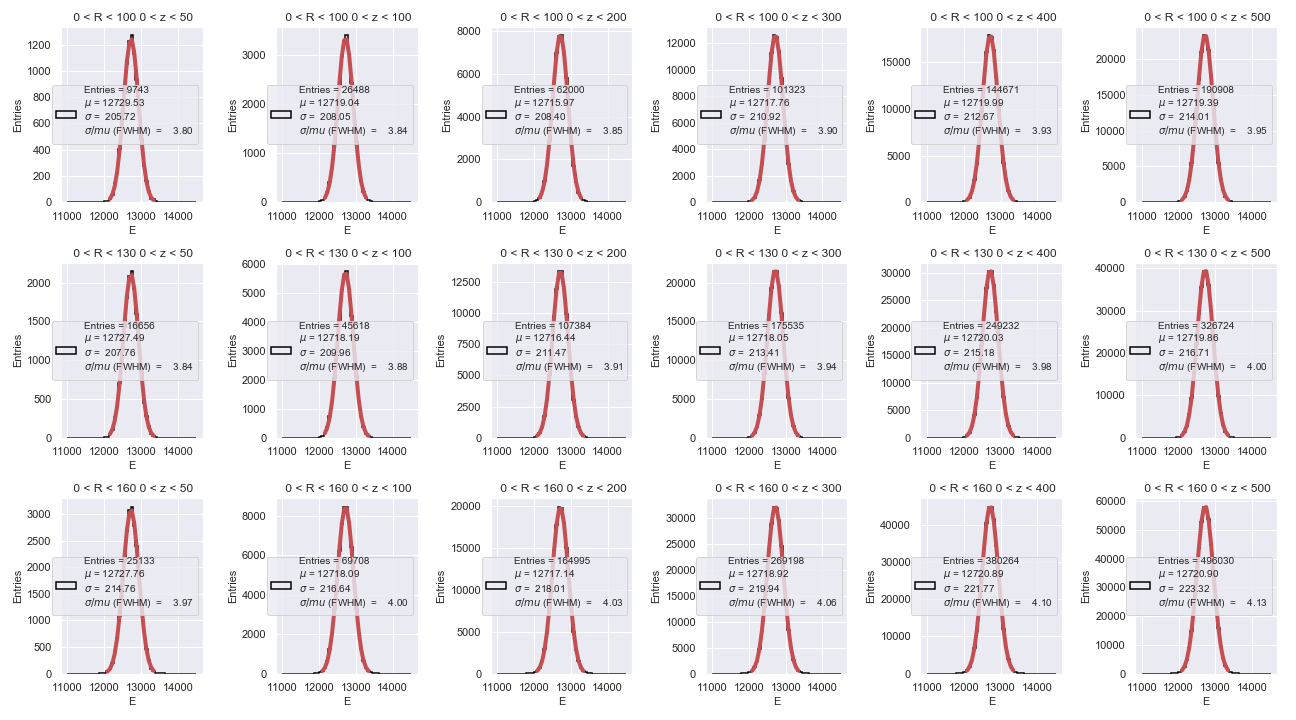 0 < R < 100 0 < z < 50
Entries
1200
1000
800
600
400
200
0
Entries = 9743
μ = 12729.53
σ = 205.72
σ/mu (FWHM) = 3.80
11000 12000 13000 14000
E
0 < R < 100 0 < z < 100
Entries
3000
2000
1000
0
Entries = 26488
μ = 12719.04
σ = 208.05
σ/mu (FWHM) = 3.84
11000 12000 13000 14000
E
0 < R < 100 0 < z < 200
Entries
8000
6000
4000
2000
0
Entries = 62000
μ = 12715.97
σ = 208.40
σ/mu (FWHM) = 3.85
11000 12000 13000 14000
E
0 < R < 100 0 < z < 300
Entries
12000
10000
8000
6000
4000
2000
0
Entries = 101323
μ = 12717.76
σ = 210.92
σ/mu (FWHM) = 3.90
11000 12000 13000 14000
E
0 < R < 100 0 < z < 400
Entries
15000
10000
5000
0
Entries = 144671
μ = 12719.99
σ = 212.67
σ/mu (FWHM) = 3.93
11000 12000 13000 14000
E
0 < R < 100 0 < z < 500
Entries
20000
15000
10000
5000
0
Entries = 190908
μ = 12719.39
σ = 214.01
σ/mu (FWHM) = 3.95
11000 12000 13000 14000
E
0 < R < 130 0 < z < 50
Entries
2000
1500
1000
500
0
Entries = 16656
μ = 12727.49
σ = 207.76
σ/mu (FWHM) = 3.84
11000 12000 13000 14000
E
0 < R < 130 0 < z < 100
Entries
6000
5000
4000
3000
2000
1000
0
Entries = 45618
μ = 12718.19
σ = 209.96
σ/mu (FWHM) = 3.88
11000 12000 13000 14000
E
0 < R < 130 0 < z < 200
Entries
12500
10000
7500
5000
2500
0
Entries = 107384
μ = 12716.44
σ = 211.47
σ/mu (FWHM) = 3.91
11000 12000 13000 14000
E
0 < R < 130 0 < z < 300
Entries
20000
15000
10000
5000
0
Entries = 175535
μ = 12718.05
σ = 213.41
σ/mu (FWHM) = 3.94
11000 12000 13000 14000
E
0 < R < 130 0 < z < 400
Entries
30000
25000
20000
15000
10000
5000
0
Entries = 249232
μ = 12720.03
σ = 215.18
σ/mu (FWHM) = 3.98
11000 12000 13000 14000
E
0 < R < 130 0 < z < 500
Entries
40000
30000
20000
10000
0
Entries = 326724
μ = 12719.86
σ = 216.71
σ/mu (FWHM) = 4.00
11000 12000 13000 14000
E
0 < R < 160 0 < z < 50
Entries
3000
2500
2000
1500
1000
500
0
Entries = 25133
μ = 12727.76
σ = 214.76
σ/mu (FWHM) = 3.97
11000 12000 13000 14000
E
0 < R < 160 0 < z < 100
Entries
8000
6000
4000
2000
0
Entries = 69708
μ = 12718.09
σ = 216.64
σ/mu (FWHM) = 4.00
11000 12000 13000 14000
E
0 < R < 160 0 < z < 200
Entries
20000
15000
10000
5000
0
Entries = 164995
μ = 12717.14
σ = 218.01
σ/mu (FWHM) = 4.03
11000 12000 13000 14000
E
0 < R < 160 0 < z < 300
Entries
30000
25000
20000
15000
10000
5000
0
Entries = 269198
μ = 12718.92
σ = 219.94
σ/mu (FWHM) = 4.06
11000 12000 13000 14000
E
0 < R < 160 0 < z < 400
Entries
40000
30000
20000
10000
0
Entries = 380264
μ = 12720.89
σ = 221.77
σ/mu (FWHM) = 4.10
11000 12000 13000 14000
E
0 < R < 160 0 < z < 500
Entries
60000
50000
40000
30000
20000
10000
0
Entries = 496030
μ = 12720.90
σ = 223.32
σ/mu (FWHM) = 4.13
11000 12000 13000 14000
E